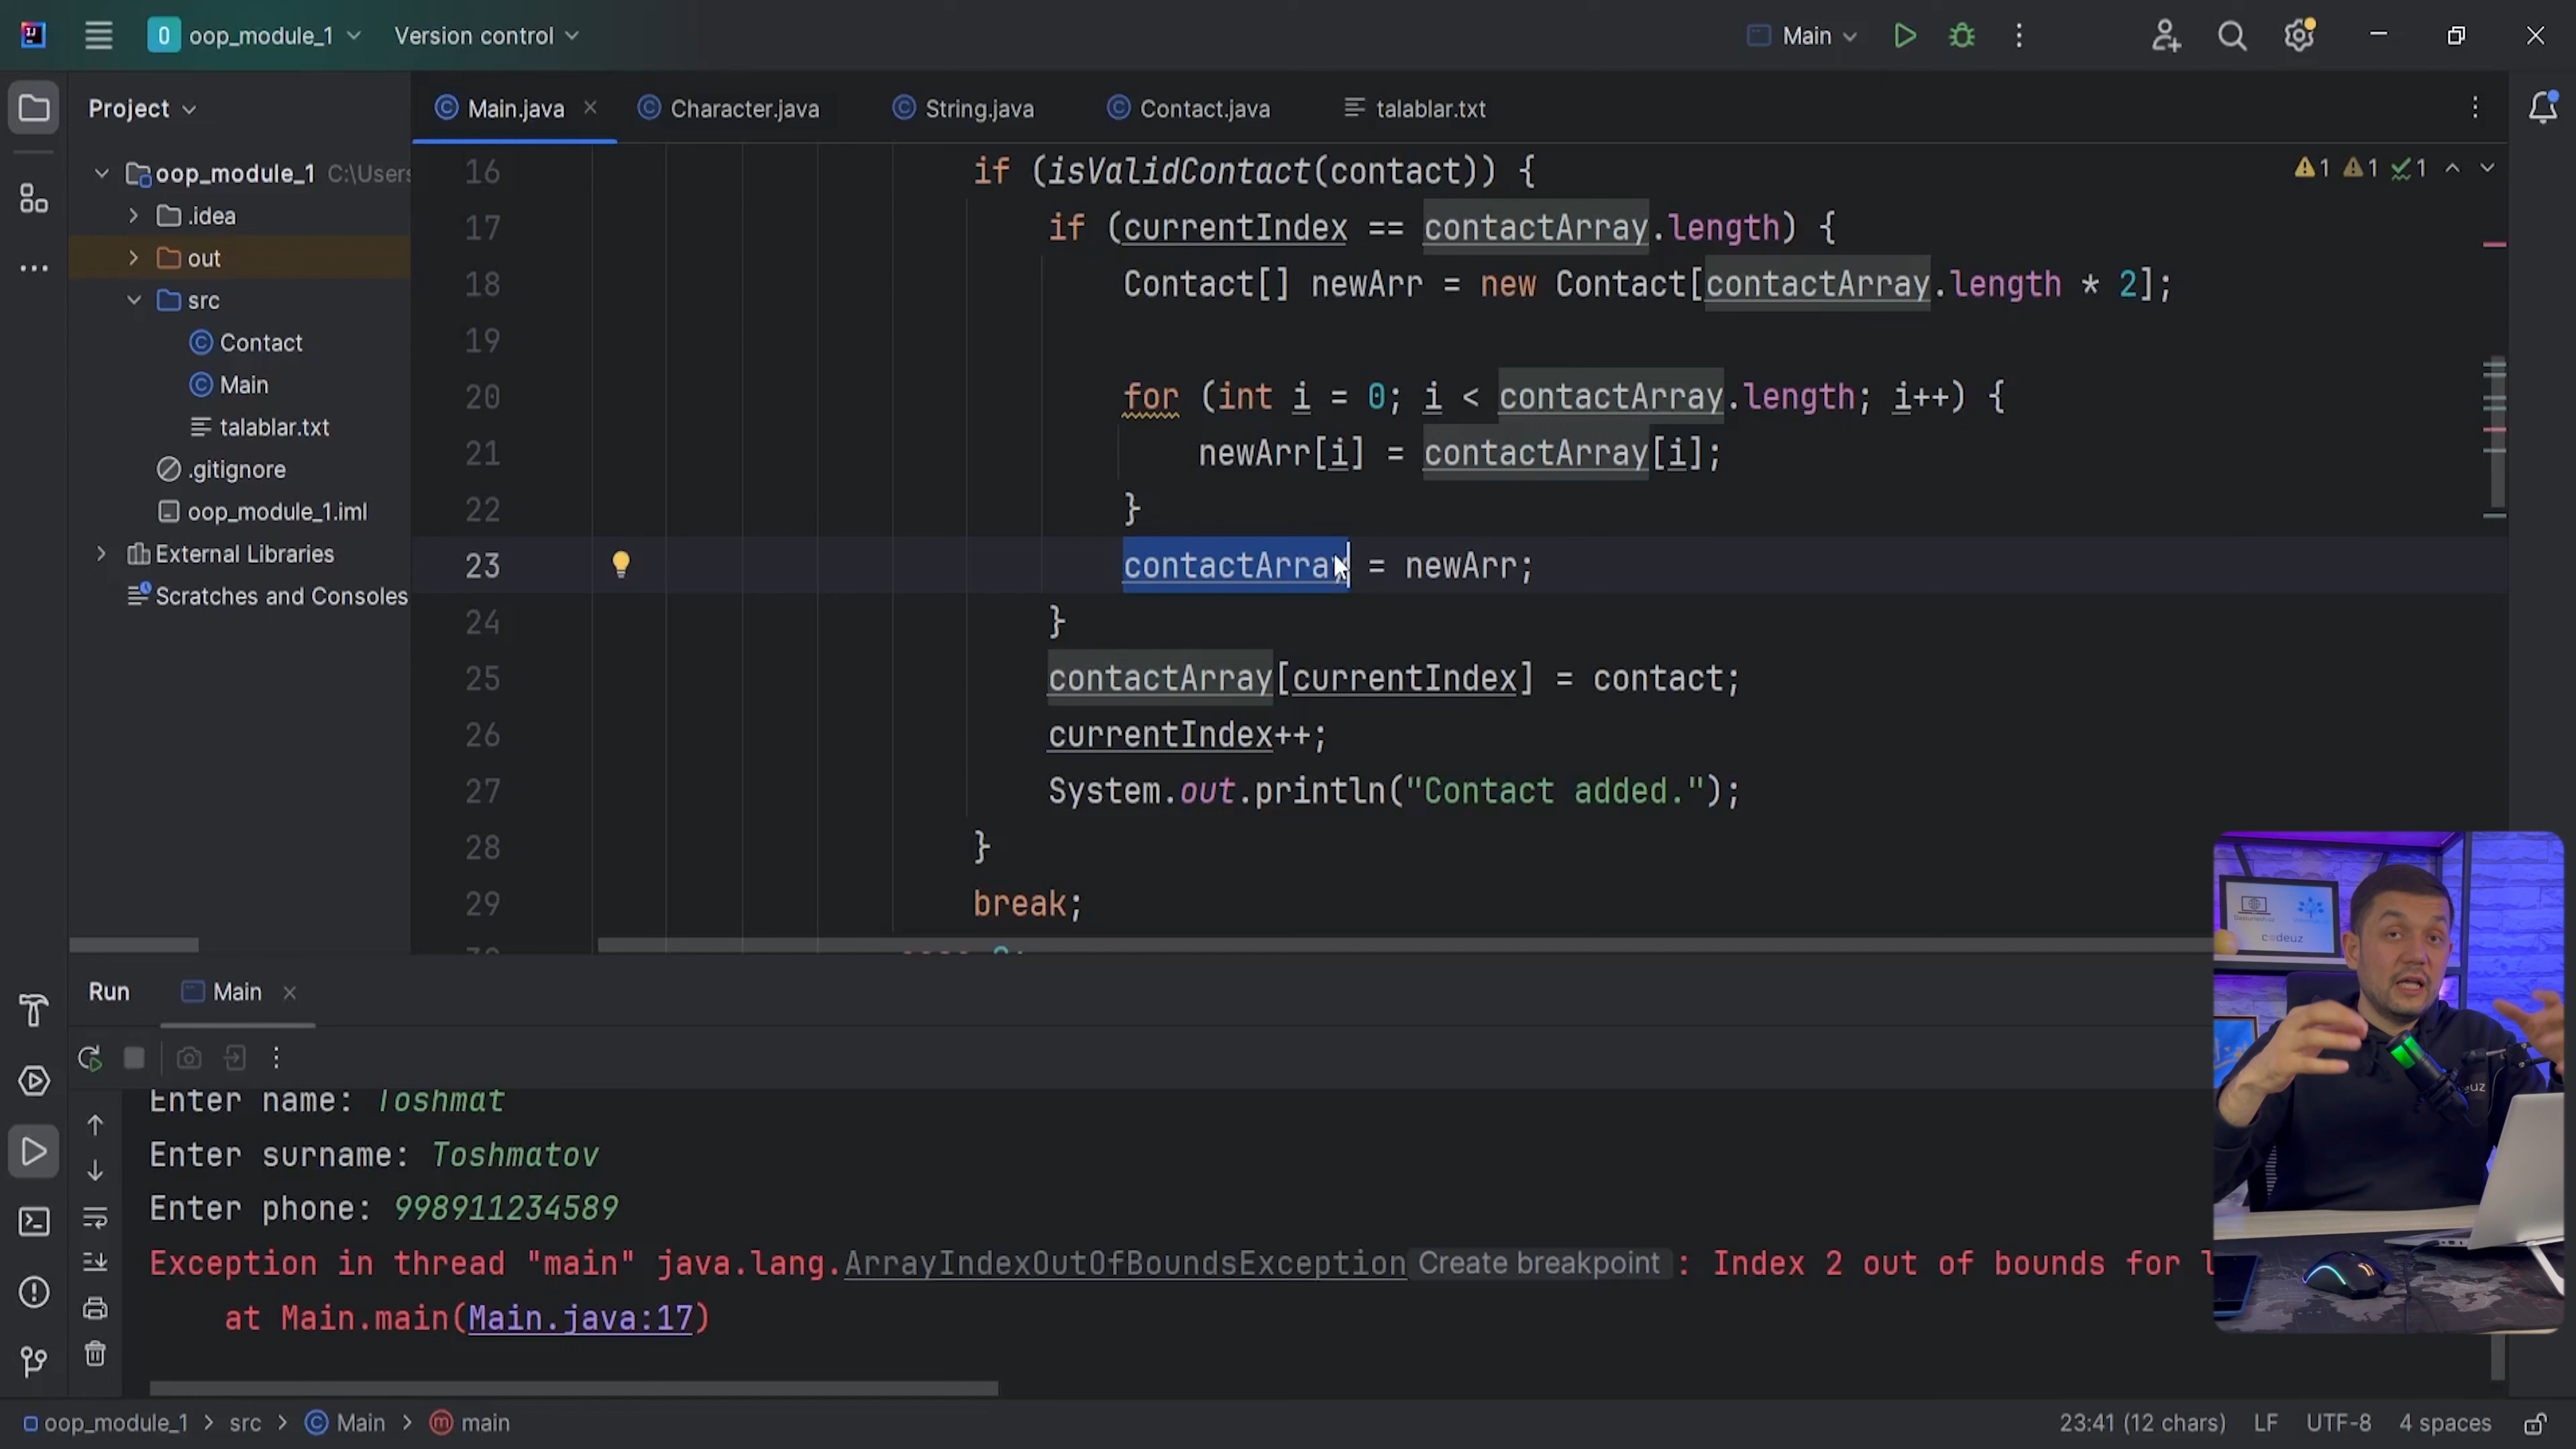 oop_module_1
Version control
Main
Project
Main.java
Character.java
String.java
Contact.java
talablar.txt
oop_module_1 C:\Users
.idea
out
src
Contact
Main
talablar.txt
.gitignore
oop_module_1.iml
External Libraries
Scratches and Consoles
1 1 1
16 if (isValidContact(contact)) {
17 if (currentIndex == contactArray.length) {
18 Contact[] newArr = new Contact[contactArray.length * 2];
19
20 for (int i = 0; i < contactArray.length; i++) {
21 newArr[i] = contactArray[i];
22 }
23 contactArray = newArr;
24 }
25 contactArray[currentIndex] = contact;
26 currentIndex++;
27 System.out.println("Contact added.");
28 }
29 break;
codeuz
Run
Main
Enter name: Toshmat
Enter surname: Toshmatov
Enter phone: 998911234589
Exception in thread "main" java.lang.ArrayIndexOutOfBoundsException Create breakpoint : Index 2 out of bounds for l
at Main.main(Main.java:17)
oop_module_1 > src > Main > main
23:41 (12 chars) LF UTF-8 4 spaces